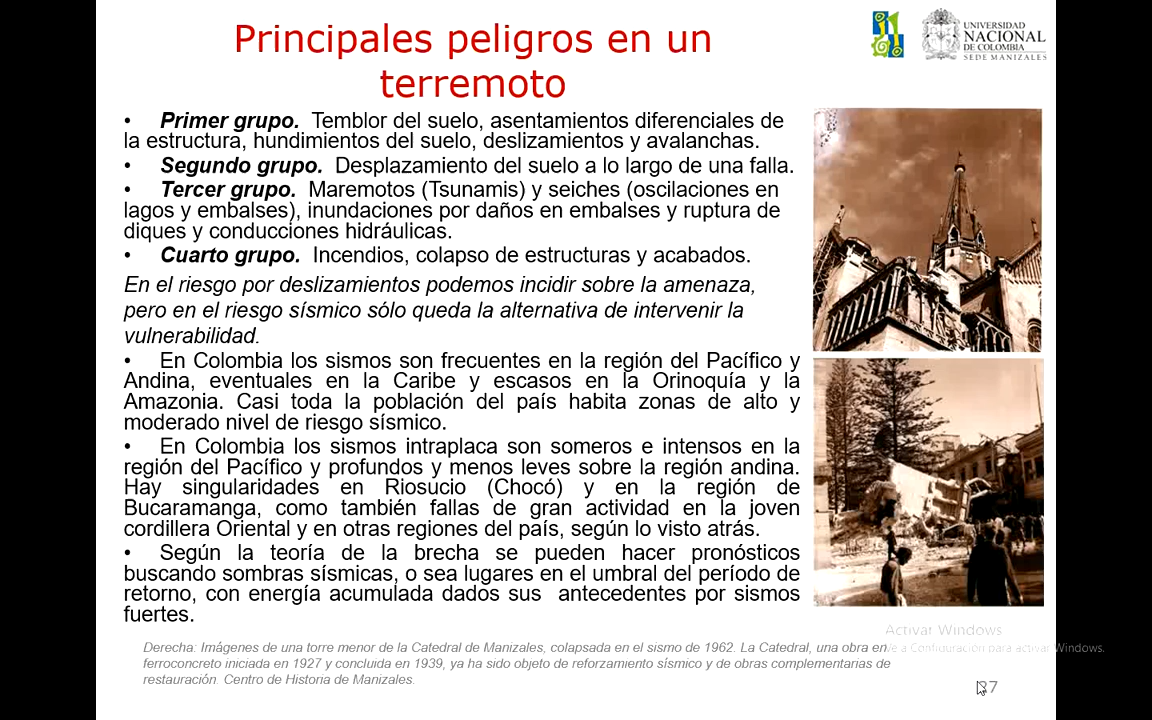 Principales peligros en un
terremoto
UNIVERSIDAD
NACIONAL
DE COLOMBIA
SEDE MANIZALES
• Primer grupo. Temblor del suelo, asentamientos diferenciales de
la estructura, hundimientos del suelo, deslizamientos y avalanchas.
• Segundo grupo. Desplazamiento del suelo a lo largo de una falla.
• Tercer grupo. Maremotos (Tsunamis) y seiches (oscilaciones en
lagos y embalses), inundaciones por daños en embalses y ruptura de
diques y conducciones hidráulicas.
• Cuarto grupo. Incendios, colapso de estructuras y acabados.
En el riesgo por deslizamientos podemos incidir sobre la amenaza,
pero en el riesgo sísmico sólo queda la alternativa de intervenir la
vulnerabilidad.
• En Colombia los sismos son frecuentes en la región del Pacífico y
Andina, eventuales en la Caribe y escasos en la Orinoquía y la
Amazonia. Casi toda la población del país habita zonas de alto y
moderado nivel de riesgo sísmico.
• En Colombia los sismos intraplaca son someros e intensos en la
región del Pacífico y profundos y menos leves sobre la región andina.
Hay singularidades en Riosucio (Chocó) y en la región de
Bucaramanga, como también fallas de gran actividad en la joven
cordillera Oriental y en otras regiones del país, según lo visto atrás.
• Según la teoría de la brecha se pueden hacer pronósticos
buscando sombras sísmicas, o sea lugares en el umbral del período de
retorno, con energía acumulada dados sus antecedentes por sismos
fuertes.
Derecha: Imágenes de una torre menor de la Catedral de Manizales, colapsada en el sismo de 1962. La Catedral, una obra en
ferroconcreto iniciada en 1927 y concluida en 1939, ya ha sido objeto de reforzamiento sísmico y de obras complementarias de
restauración. Centro de Historia de Manizales.
Activar Windows
Ve a Configuración para activar Windows.
37